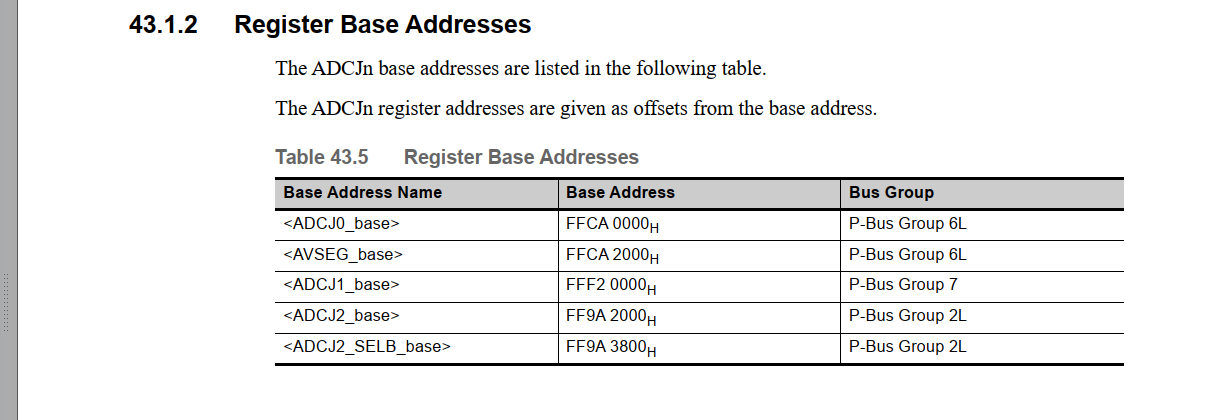 43.1.2 Register Base Addresses
The ADCJn base addresses are listed in the following table.
The ADCJn register addresses are given as offsets from the base address.
Table 43.5 Register Base Addresses
Base Address Name Base Address Bus Group
<ADCJ0_base> FFCA 0000H P-Bus Group 6L
<AVSEG_base> FFCA 2000H P-Bus Group 6L
<ADCJ1_base> FFF2 0000H P-Bus Group 7
<ADCJ2_base> FF9A 2000H P-Bus Group 2L
<ADCJ2_SELB_base> FF9A 3800H P-Bus Group 2L